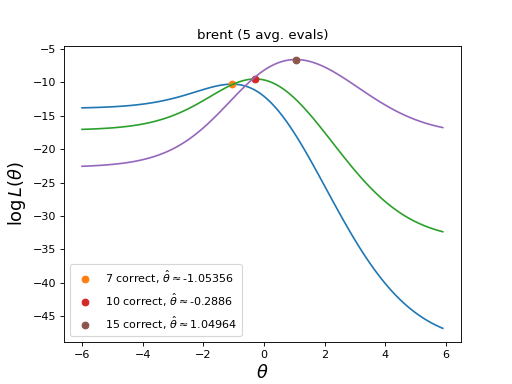 brent (5 avg. evals)
−5
−10
−15
−20
−25
−30
−35
−40
−45
log L(θ)
7 correct, θ̂ ≈ -1.05356
10 correct, θ̂ ≈ -0.2886
15 correct, θ̂ ≈ 1.04964
−6 −4 −2 0 2 4 6
θ